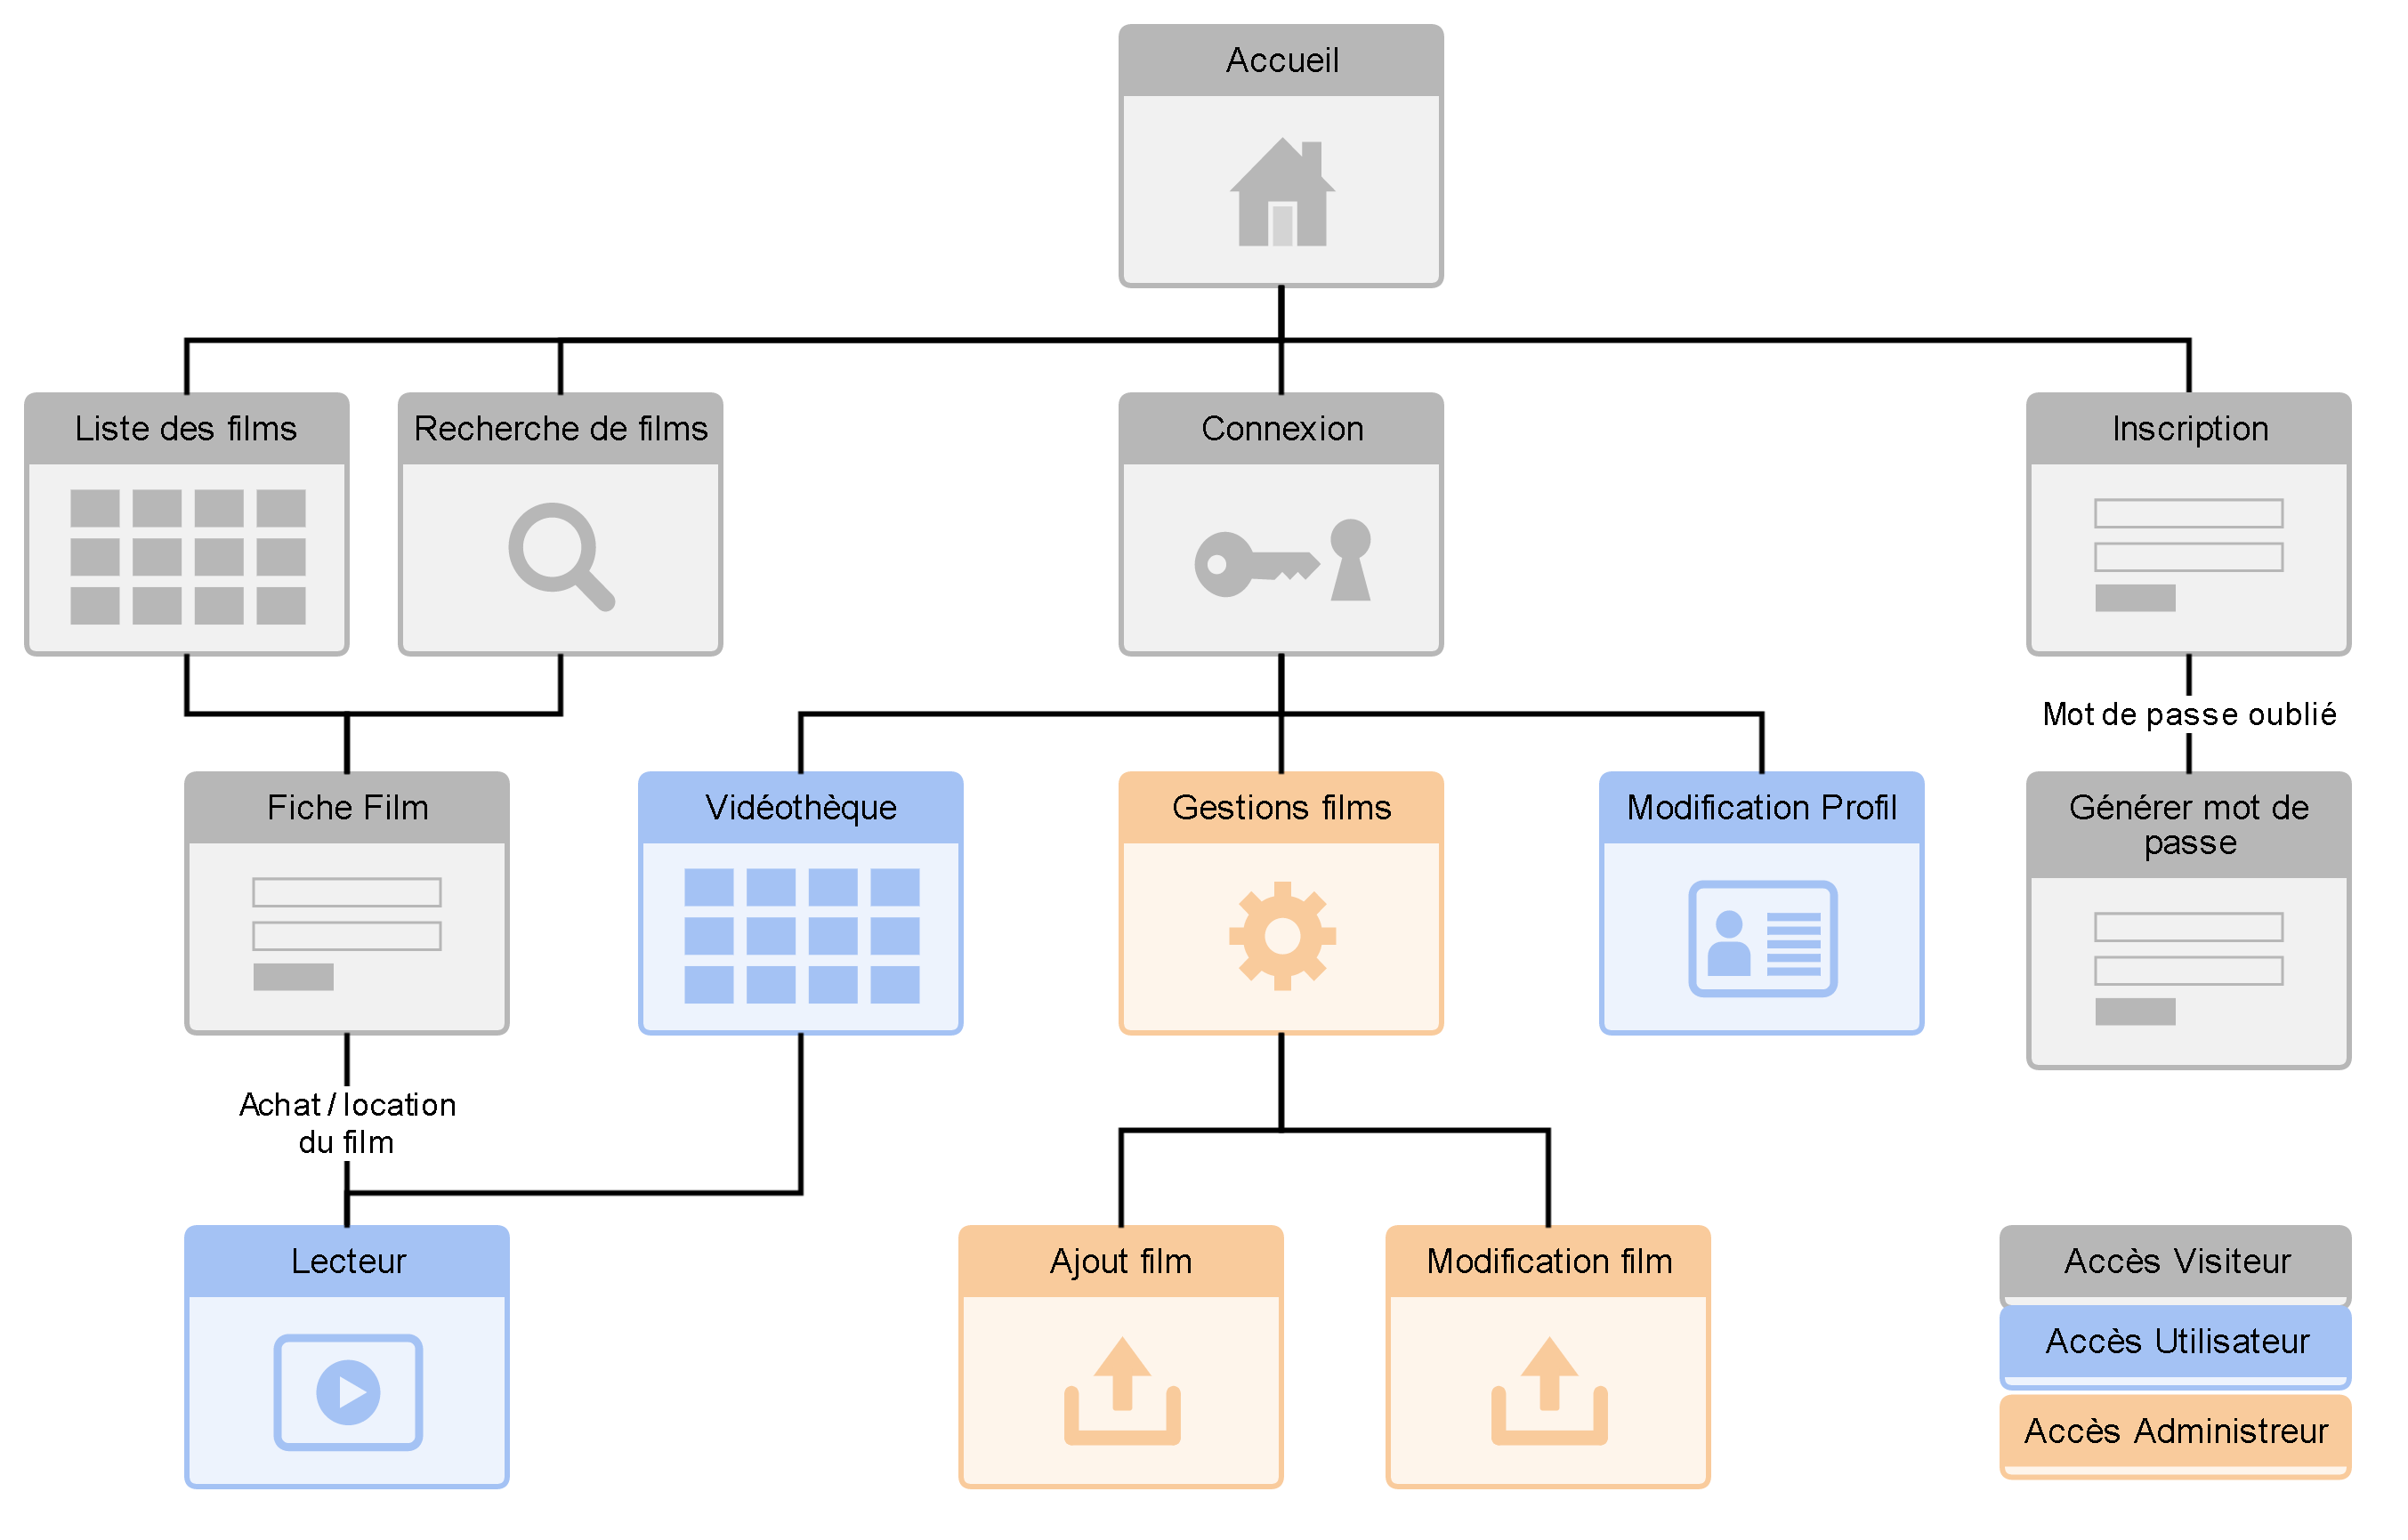 Accueil
Liste des films
Recherche de films
Connexion
Inscription
Mot de passe oublié
Fiche Film
Vidéothèque
Gestions films
Modification Profil
Générer mot de
passe
Achat / location
du film
Lecteur
Ajout film
Modification film
Accès Visiteur
Accès Utilisateur
Accès Administreur